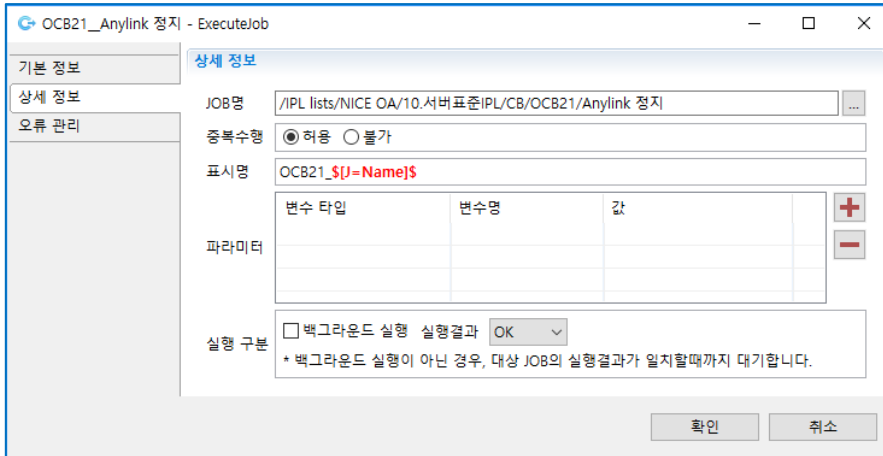 OCB21__Anylink 정지 - ExecuteJob
기본 정보
상세 정보
오류 관리
상세 정보
JOB명 /IPL lists/NICE OA/10.서버표준IPL/CB/OCB21/Anylink 정지 ...
중복수행 허용 불가
표시명 OCB21_$[J=Name]$
변수 타입 변수명 값
파라미터
실행 구분 백그라운드 실행 실행결과 OK
* 백그라운드 실행이 아닌 경우, 대상 JOB의 실행결과가 일치할때까지 대기합니다.
확인 취소